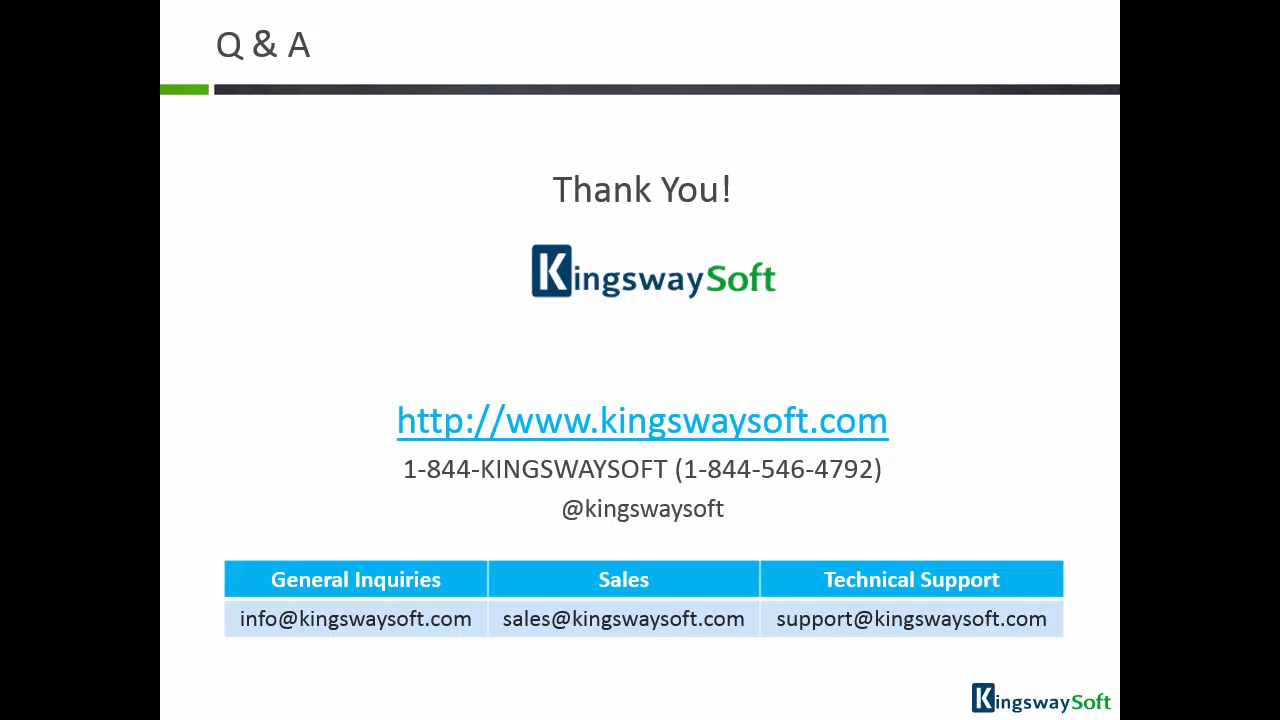 Q & A
Thank You!
KingswaySoft
http://www.kingswaysoft.com
1-844-KINGSWAYSOFT (1-844-546-4792)
@kingswaysoft
General Inquiries Sales Technical Support
info@kingswaysoft.com sales@kingswaysoft.com support@kingswaysoft.com
KingswaySoft